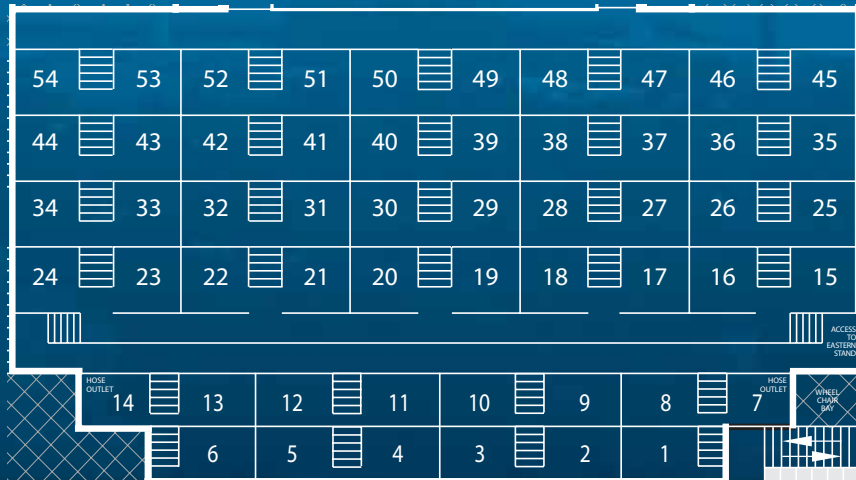 54 53 52 51 50 49 48 47 46 45
44 43 42 41 40 39 38 37 36 35
34 33 32 31 30 29 28 27 26 25
24 23 22 21 20 19 18 17 16 15
ACCESS
TO
EASTERN
STAND
HOSE
OUTLET
HOSE
OUTLET
WHEEL
CHAIR
BAY
14 13 12 11 10 9 8 7
6 5 4 3 2 1